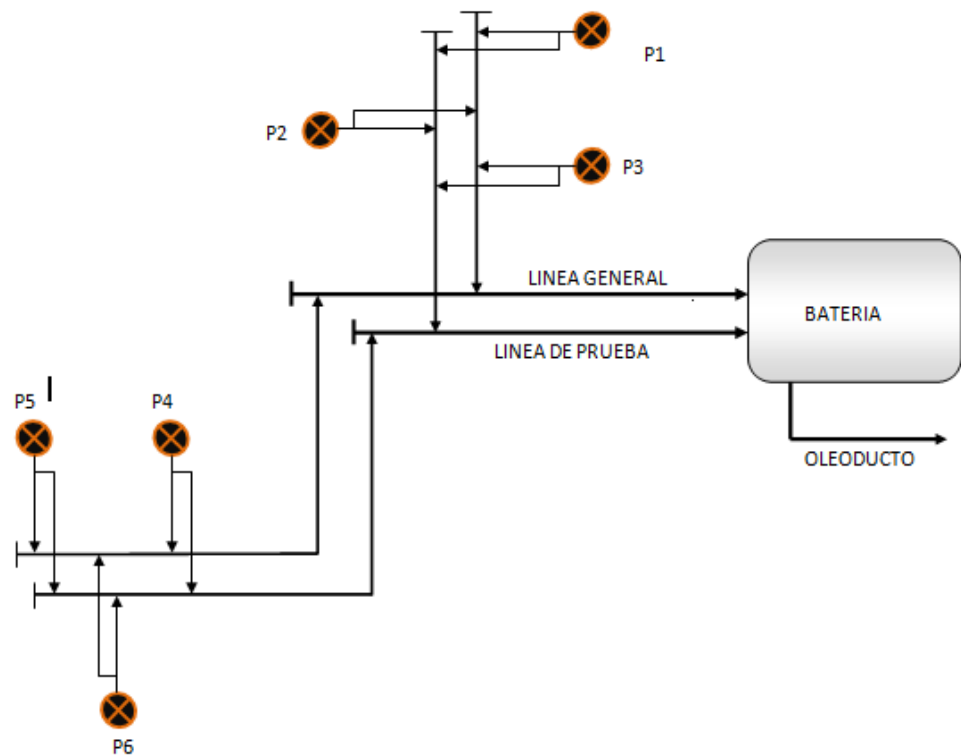 P1
P2
P3
LINEA GENERAL
BATERIA
LINEA DE PRUEBA
P5
P4
OLEODUCTO
P6